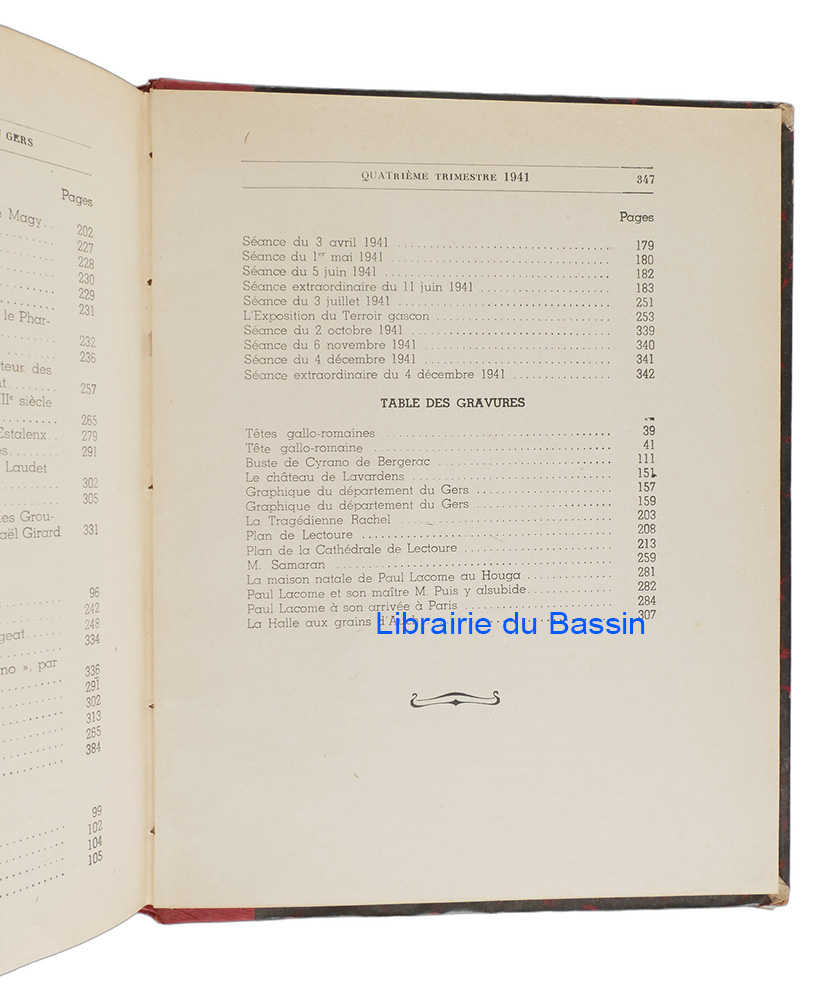 GERS
Pages
Magy.. 202
227
228
230
229
231
le Phar-
232
236
teur des
257
siècle
265
Estalenx.. 279
291
Laudet
302
305
Grou-
aël Girard 331
96
242
248
geat 334
no », par
336
291
302
313
265
384
99
102
104
105
QUATRIÈME TRIMESTRE 1941 347
Pages
Séance du 3 avril 1941 179
Séance du 1er mai 1941 180
Séance du 5 juin 1941 182
Séance extraordinaire du 11 juin 1941 183
Séance du 3 juillet 1941 251
L'Exposition du Terroir gascon 253
Séance du 2 octobre 1941 339
Séance du 6 novembre 1941 340
Séance du 4 décembre 1941 341
Séance extraordinaire du 4 décembre 1941 342
TABLE DES GRAVURES
Têtes gallo-romaines 39
Tête gallo-romaine 41
Buste de Cyrano de Bergerac 111
Le château de Lavardens 151
Graphique du département du Gers 157
Graphique du département du Gers 159
La Tragédienne Rachel 203
Plan de Lectoure 208
Plan de la Cathédrale de Lectoure 213
M. Samaran 259
La maison natale de Paul Lacome au Houga 281
Paul Lacome et son maître M. Puis y alsubide 282
Paul Lacome à son arrivée à Paris 284
La Halle aux grains d'Auch 307
Librairie du Bassin